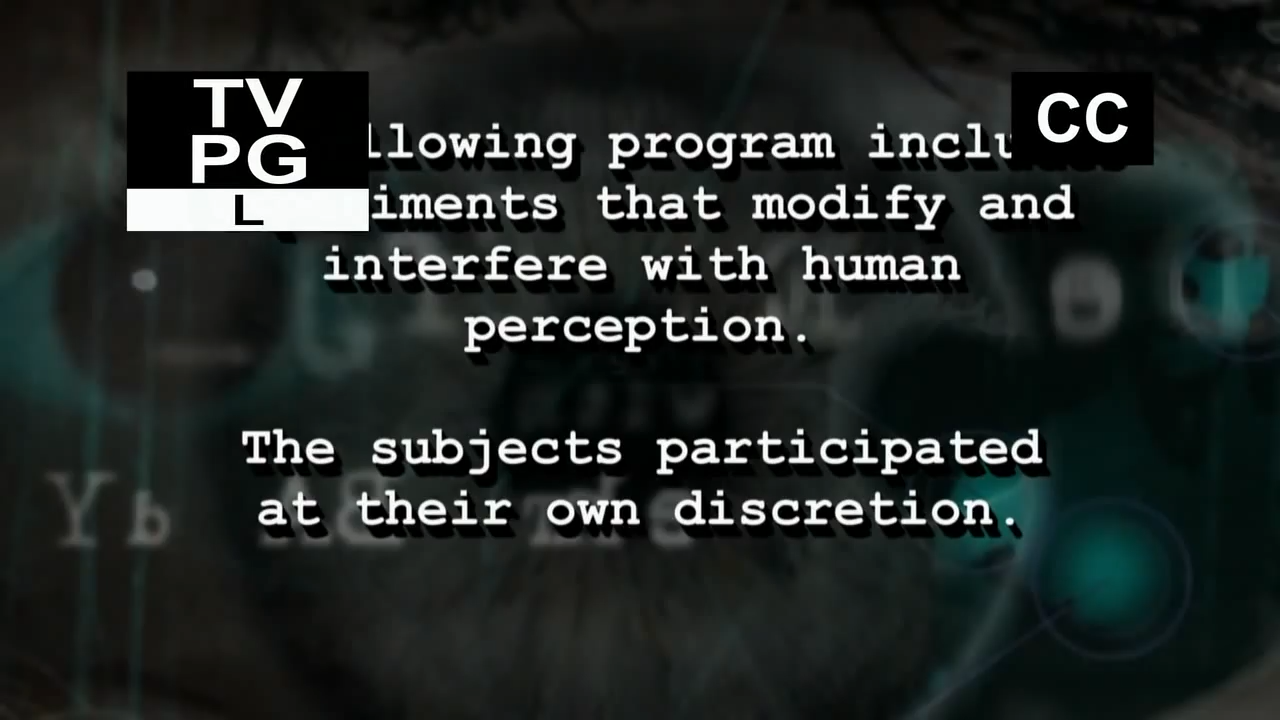 TV
PG
L
CC
llowing program inclu
iments that modify and
interfere with human
perception.
The subjects participated
at their own discretion.